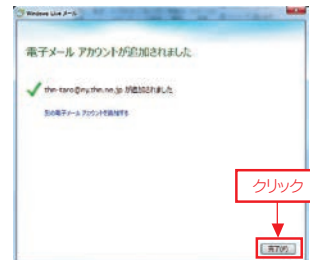 Windows Live メール
電子メール アカウントが追加されました
thn-taro@ny.thn.ne.jp が追加されました
別の電子メール アカウントを追加する
クリック
完了(F)